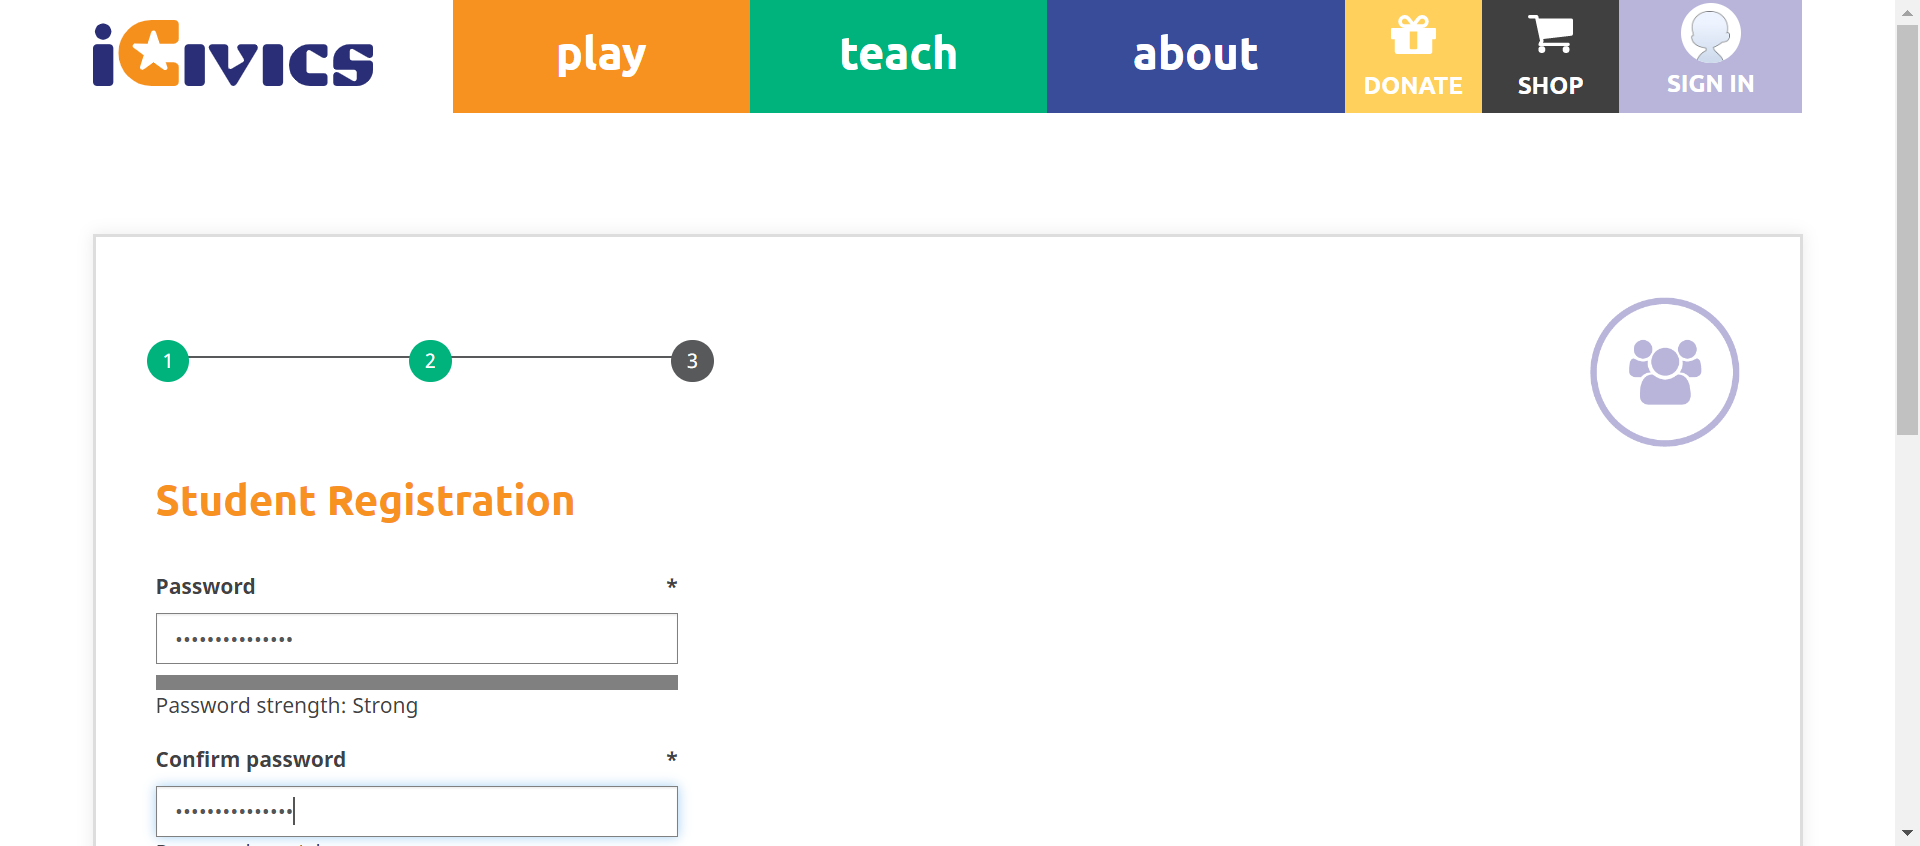 iCivics
play
teach
about
DONATE
SHOP
SIGN IN
1
2
3
Student Registration
Password *
•••••••••••••••
Password strength: Strong
Confirm password *
•••••••••••••••